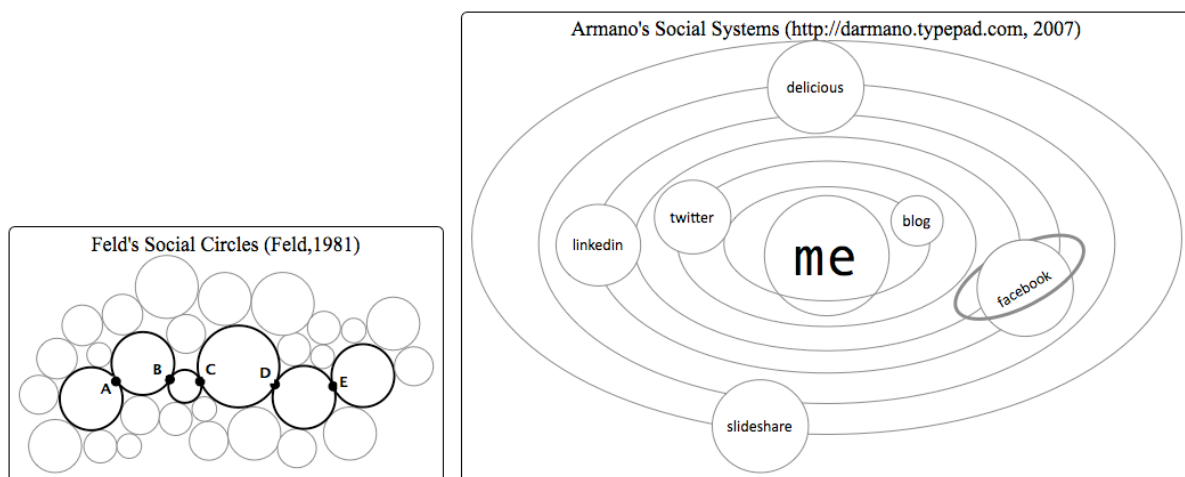 Feld's Social Circles (Feld,1981)
A
B
C
D
E
Armano's Social Systems (http://darmano.typepad.com, 2007)
delicious
twitter
blog
linkedin
me
facebook
slideshare